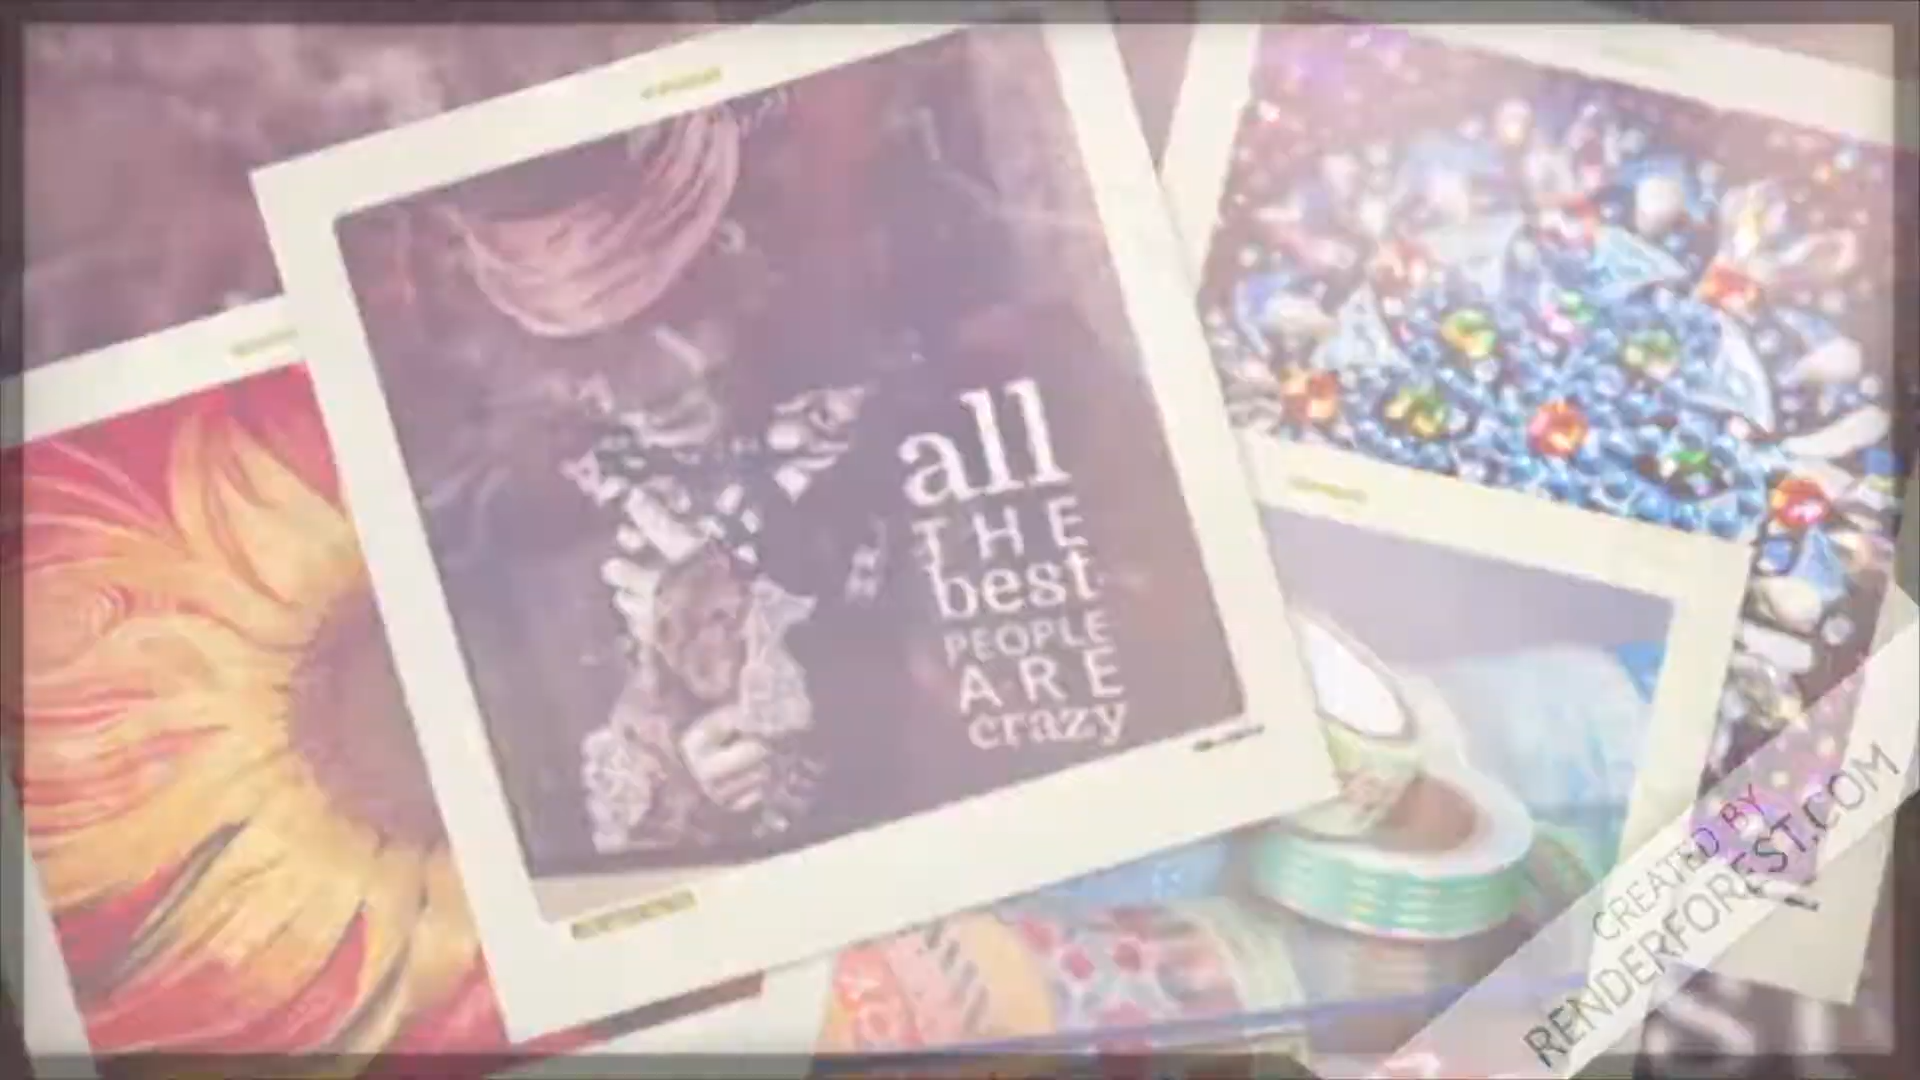 all
THE
best
PEOPLE
ARE
crazy
CREATED BY
RENDERFOREST.COM